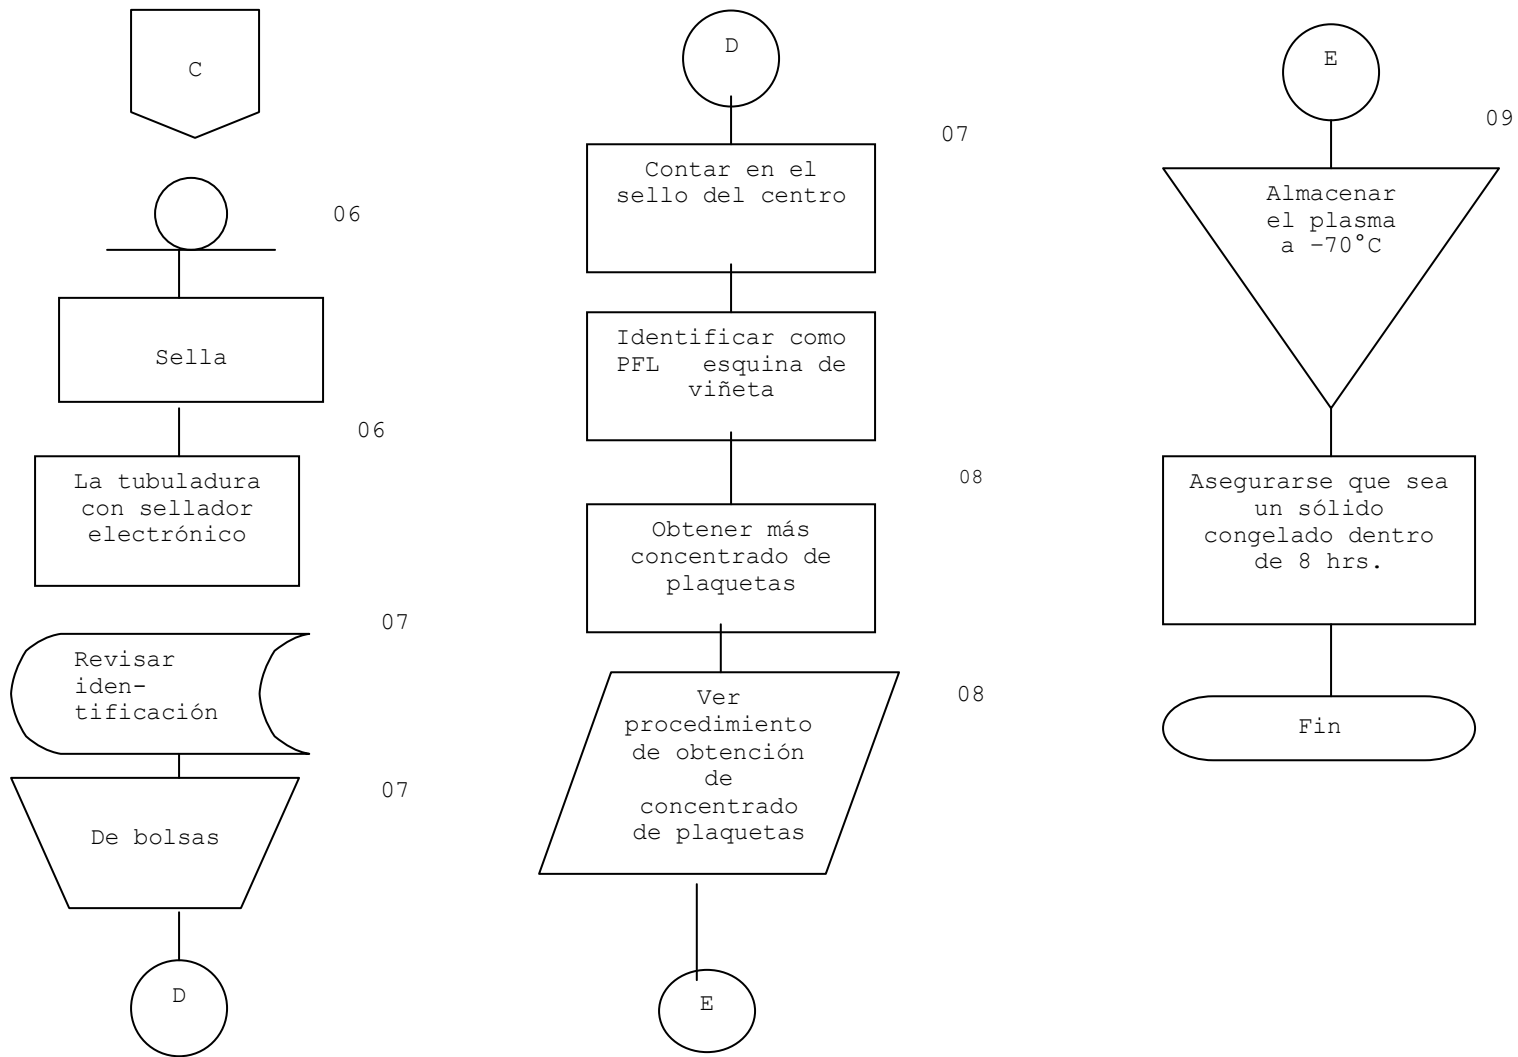 C
06
Sella
06
La tubuladura
con sellador
electrónico
07
Revisar
iden-
tificación
07
De bolsas
D
D
07
Contar en el
sello del centro
Identificar como
PFL esquina de
viñeta
08
Obtener más
concentrado de
plaquetas
08
Ver
procedimiento
de obtención
de
concentrado
de plaquetas
E
E
09
Almacenar
el plasma
a –70°C
Asegurarse que sea
un sólido
congelado dentro
de 8 hrs.
Fin